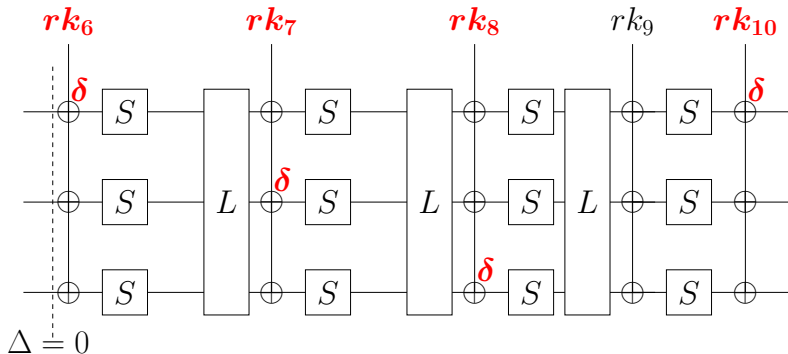 rk₆ rk₇ rk₈ rk₉ rk₁₀
δ S S S S δ
δ
S L S L S L S
δ
S S S S
Δ = 0